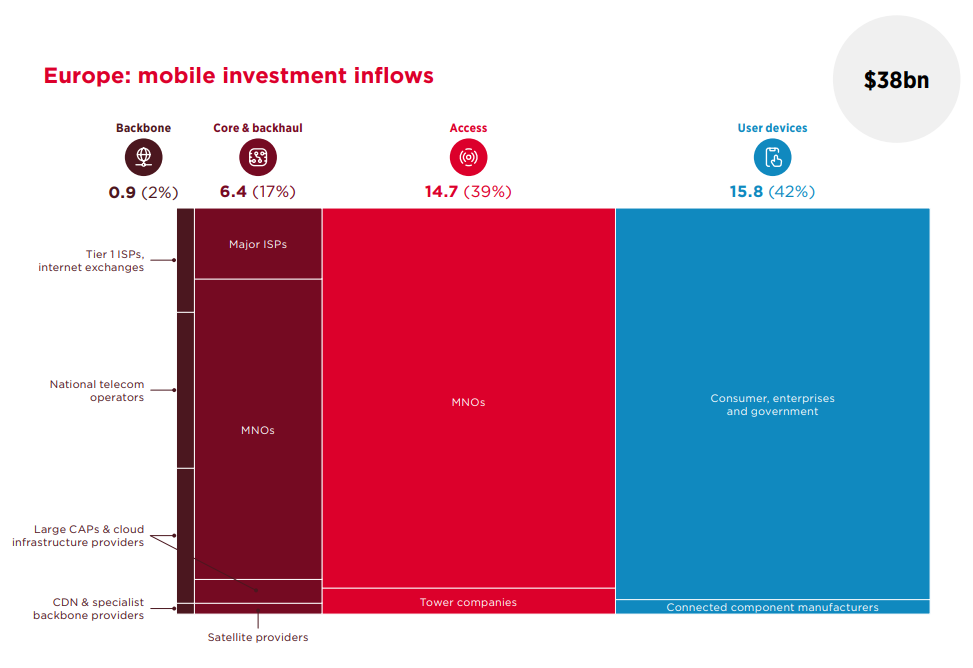 $38bn
Europe: mobile investment inflows
Backbone
Core & backhaul
Access
User devices
0.9 (2%)
6.4 (17%)
14.7 (39%)
15.8 (42%)
Tier 1 ISPs,
internet exchanges
Major ISPs
National telecom
operators
MNOs
MNOs
Consumer, enterprises
and government
Large CAPs & cloud
infrastructure providers
CDN & specialist
backbone providers
Tower companies
Connected component manufacturers
Satellite providers